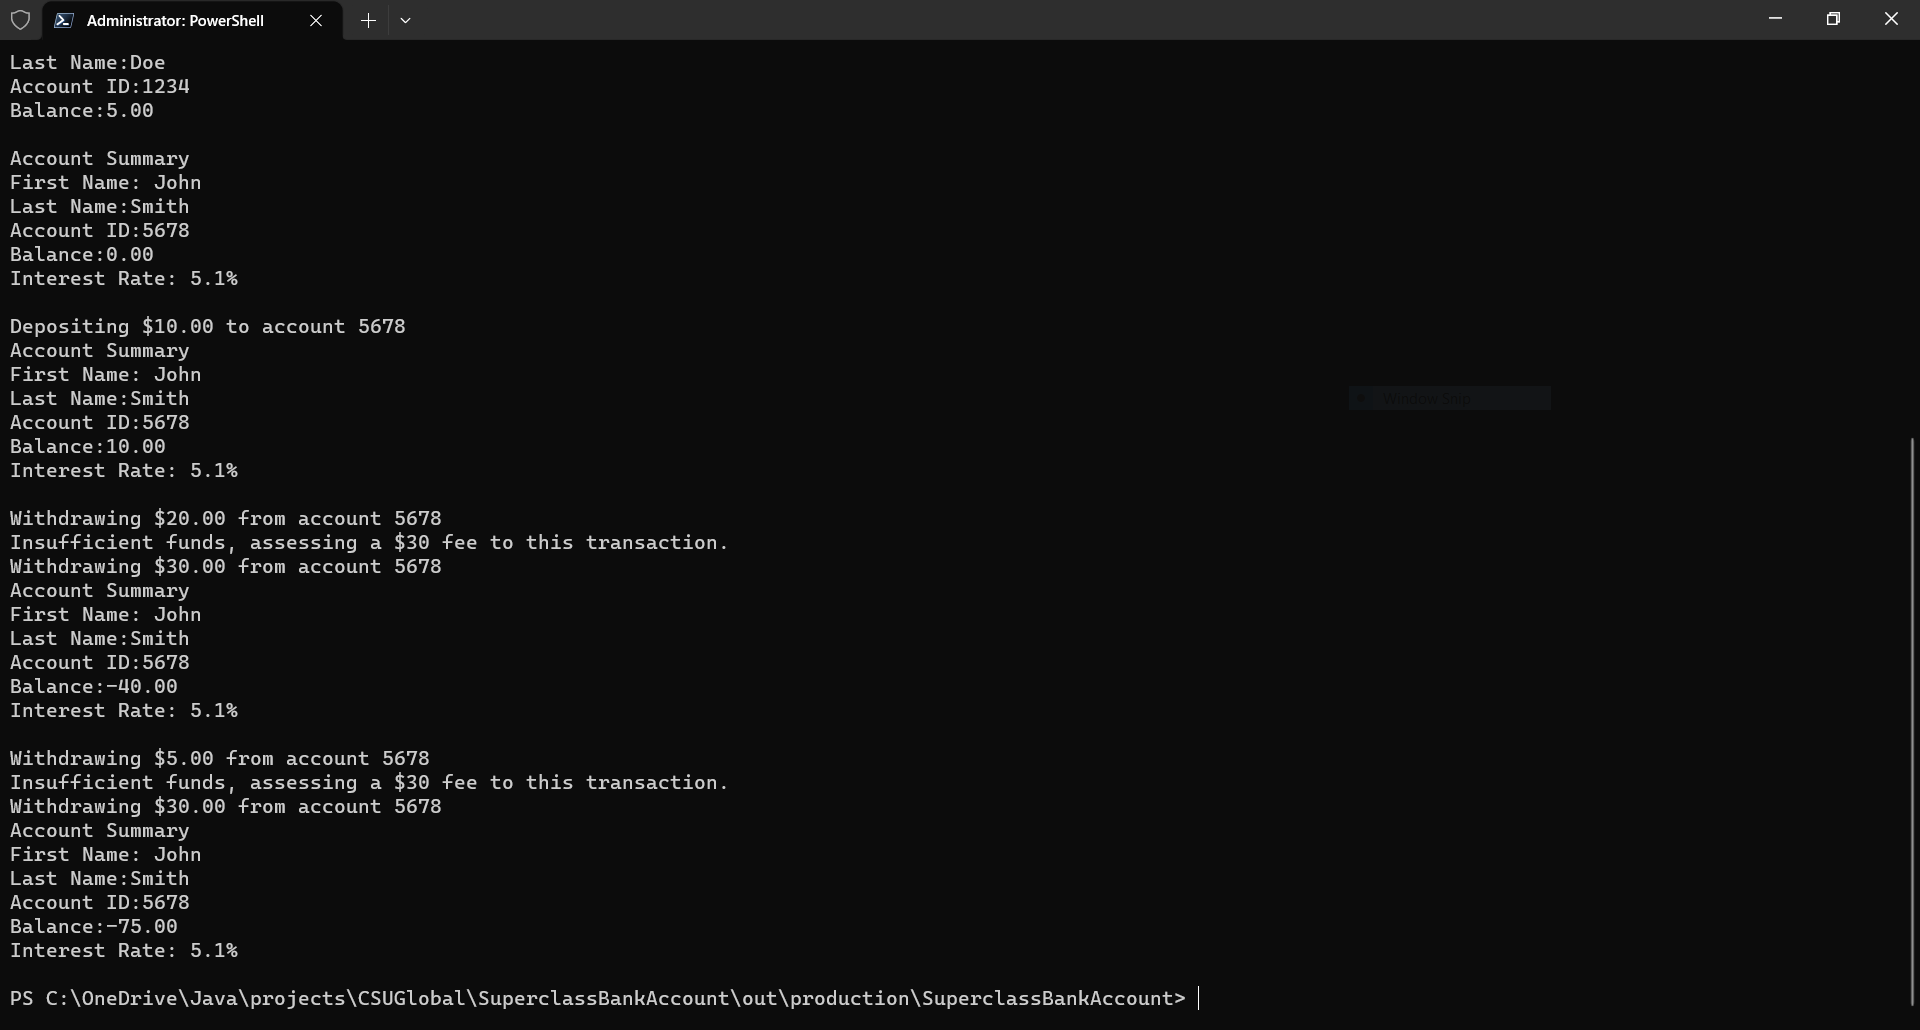 Administrator: PowerShell
Last Name:Doe
Account ID:1234
Balance:5.00
Account Summary
First Name: John
Last Name:Smith
Account ID:5678
Balance:0.00
Interest Rate: 5.1%
Depositing $10.00 to account 5678
Account Summary
First Name: John
Last Name:Smith
Account ID:5678
Balance:10.00
Interest Rate: 5.1%
Window Snip
Withdrawing $20.00 from account 5678
Insufficient funds, assessing a $30 fee to this transaction.
Withdrawing $30.00 from account 5678
Account Summary
First Name: John
Last Name:Smith
Account ID:5678
Balance:-40.00
Interest Rate: 5.1%
Withdrawing $5.00 from account 5678
Insufficient funds, assessing a $30 fee to this transaction.
Withdrawing $30.00 from account 5678
Account Summary
First Name: John
Last Name:Smith
Account ID:5678
Balance:-75.00
Interest Rate: 5.1%
PS C:\OneDrive\Java\projects\CSUGlobal\SuperclassBankAccount\out\production\SuperclassBankAccount>